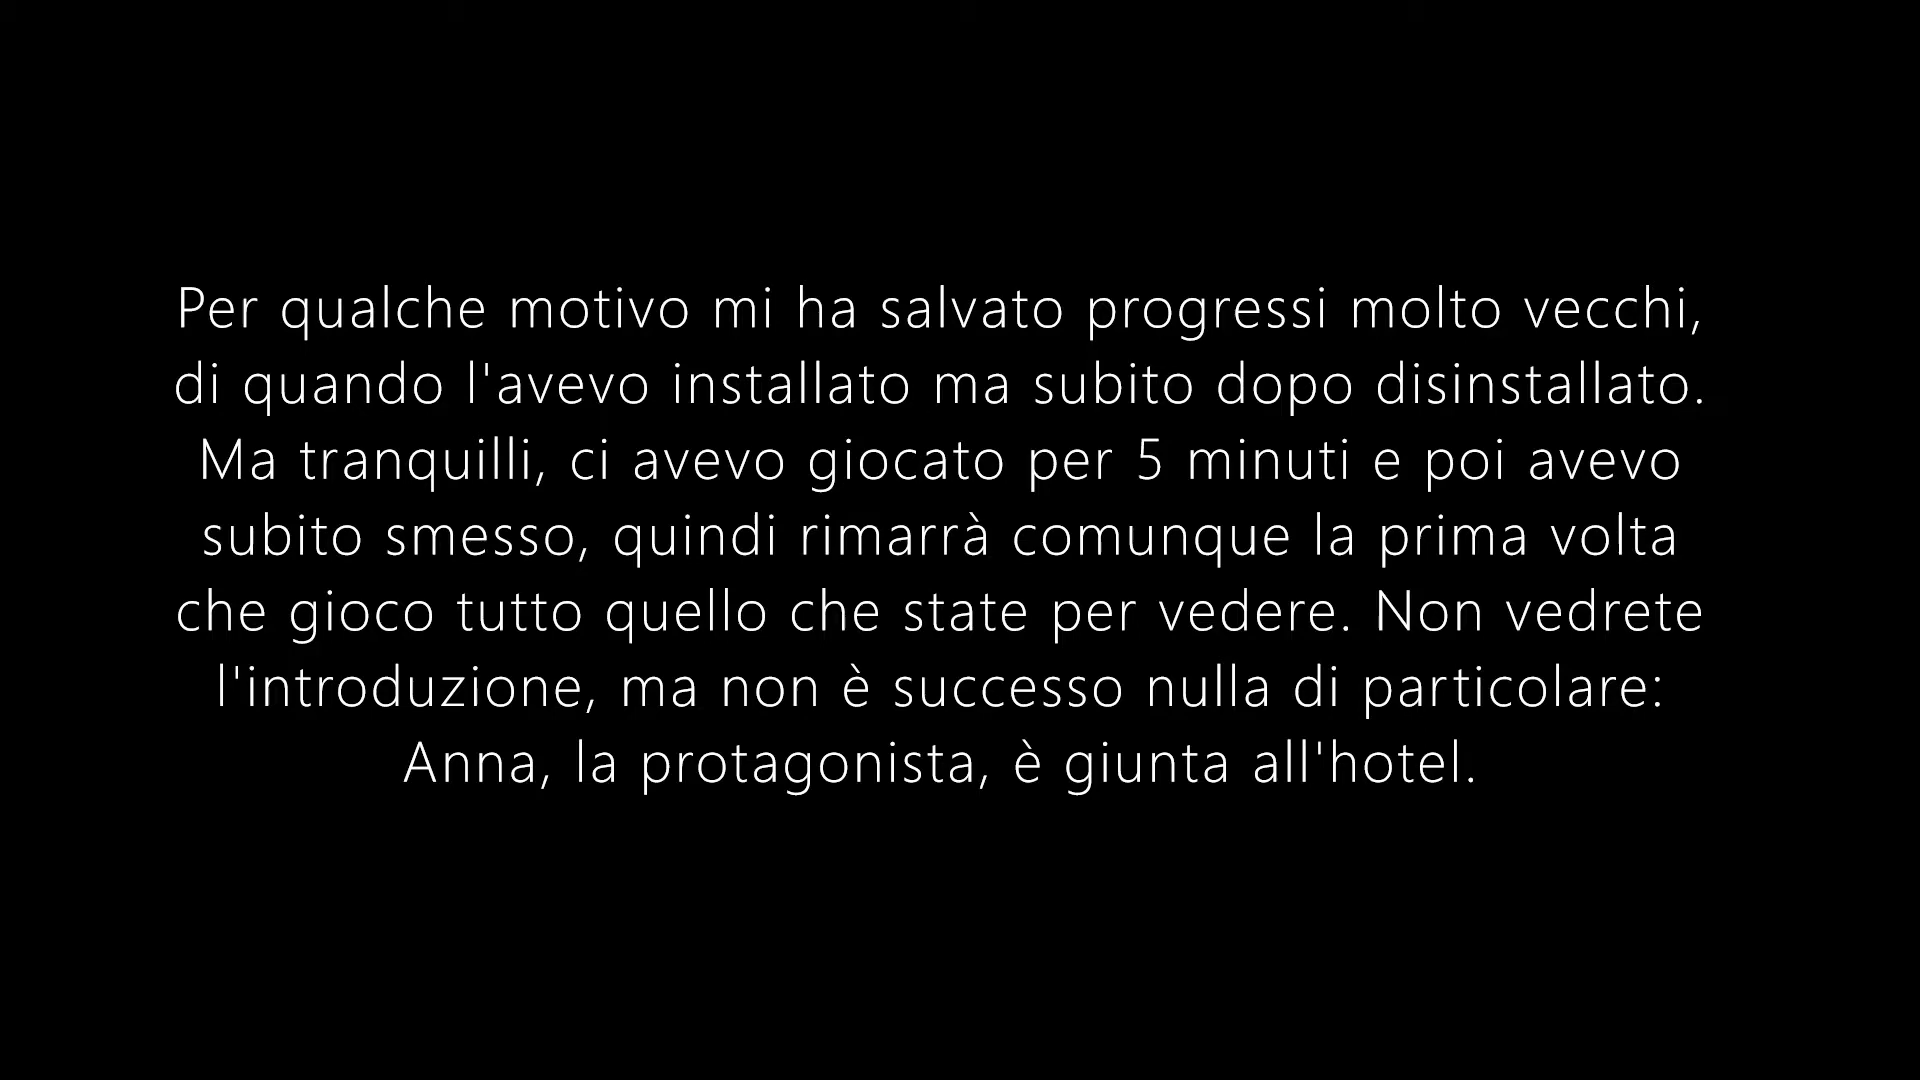 Per qualche motivo mi ha salvato progressi molto vecchi,
di quando l'avevo installato ma subito dopo disinstallato.
Ma tranquilli, ci avevo giocato per 5 minuti e poi avevo
subito smesso, quindi rimarrà comunque la prima volta
che gioco tutto quello che state per vedere. Non vedrete
l'introduzione, ma non è successo nulla di particolare:
Anna, la protagonista, è giunta all'hotel.